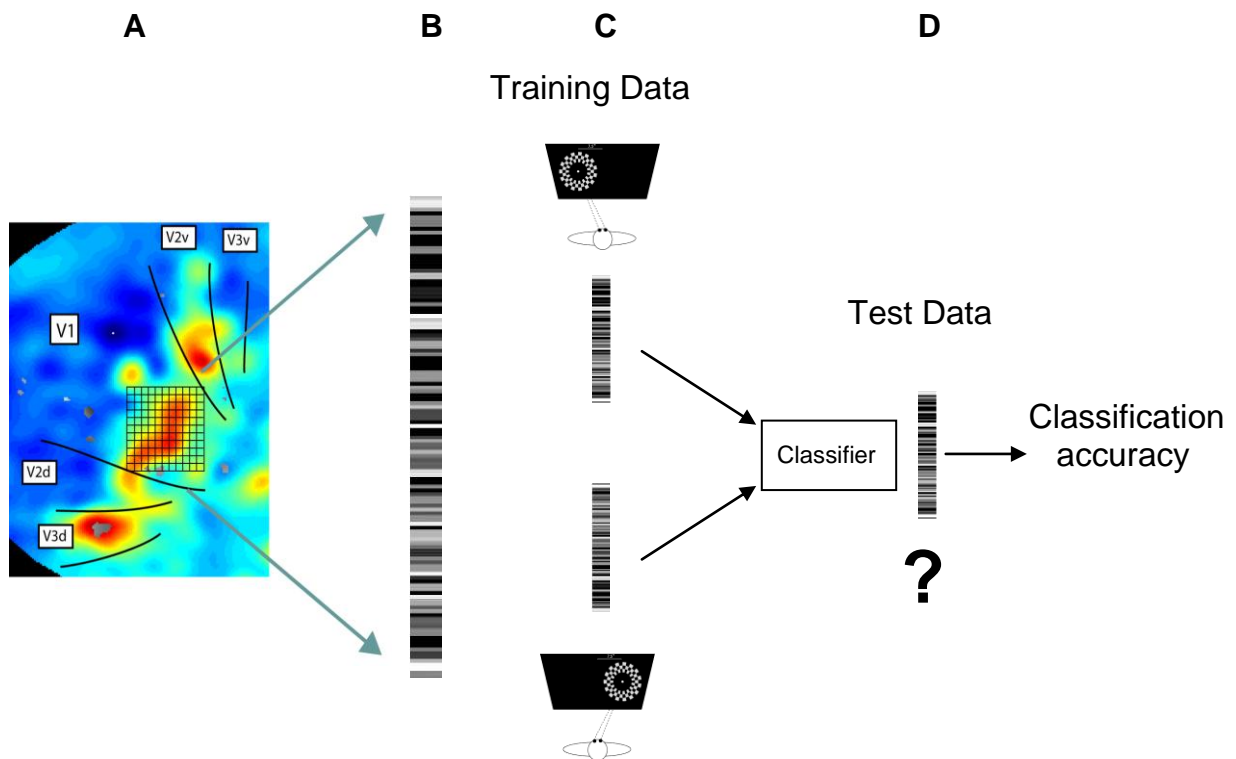 A B C D
Training Data
V2v
V3v
V1
V2d
V3d
Test Data
Classifier
Classification
accuracy
?